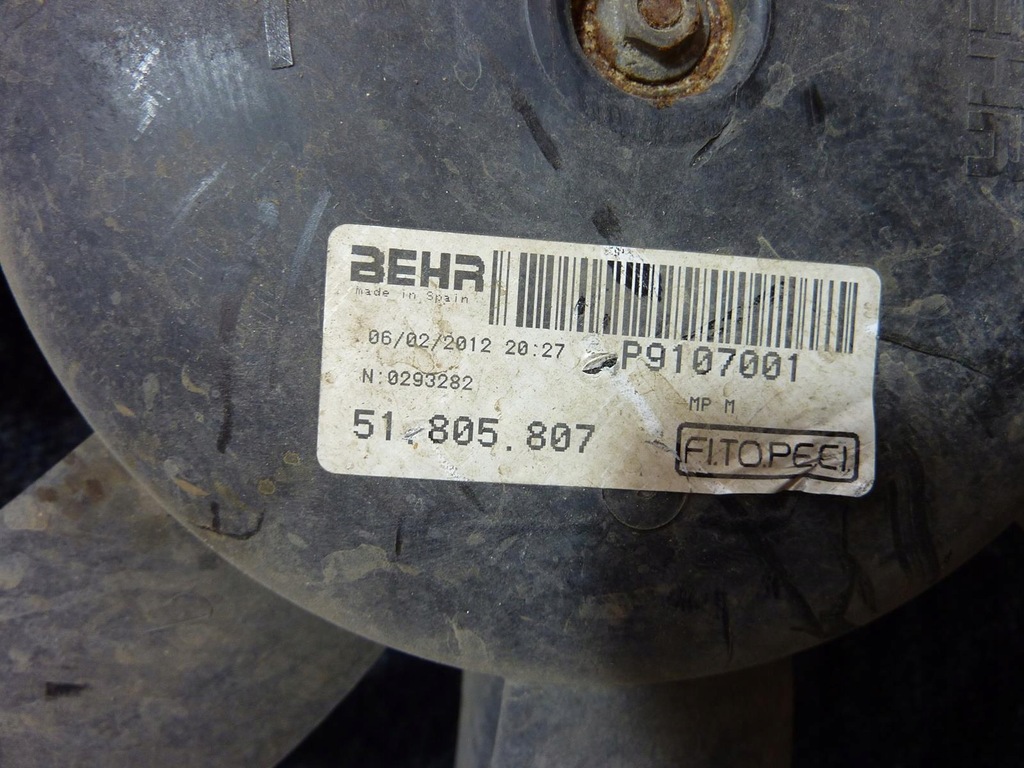 BEHR
made in Spain
06/02/2012 20:27
P9107001
N:0293282
MP M
51.805.807
FI.TO.PECI.